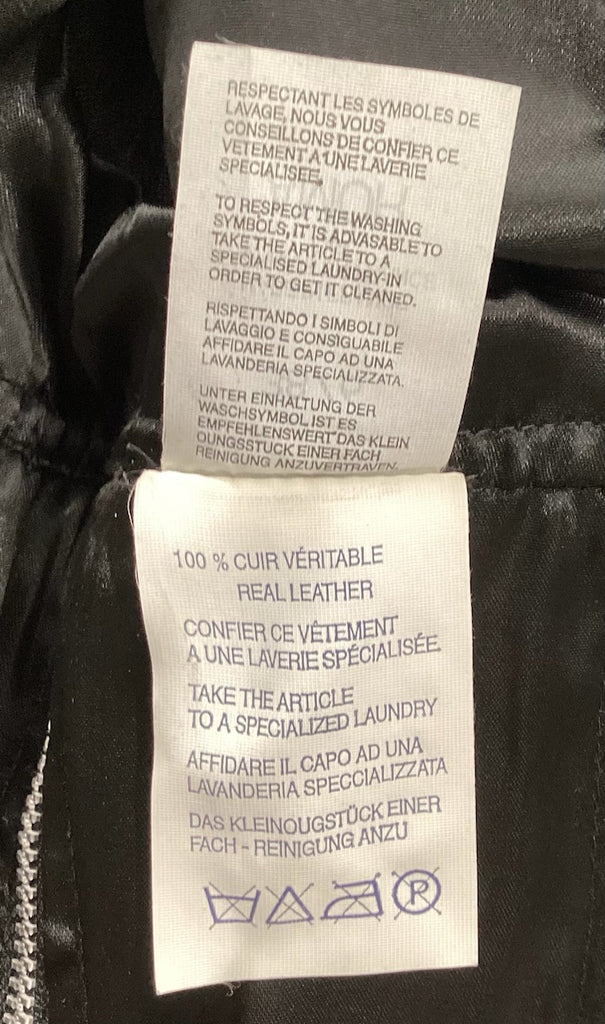 RESPECTANT LES SYMBOLES DE
LAVAGE, NOUS VOUS
CONSEILLONS DE CONFIER CE
VETEMENT A UNE LAVERIE
SPECIALISEE.
TO RESPECT THE WASHING
SYMBOLS, IT IS ADVASABLE TO
TAKE THE ARTICLE TO A
SPECIALISED LAUNDRY-IN
ORDER TO GET IT CLEANED.
RISPETTANDO I SIMBOLI DI
LAVAGGIO E CONSIGUABILE
AFFIDARE IL CAPO AD UNA
LAVANDERIA SPECIALIZZATA.
UNTER EINHALTUNG DER
WASCHSYMBOL IST ES
EMPFEHLENSWERT DAS KLEIN
OUNGSSTUCK EINER FACH
REINIGUNG ANZUVERTRAVEN.
100 % CUIR VÉRITABLE
REAL LEATHER
CONFIER CE VÊTEMENT
A UNE LAVERIE SPÉCIALISÉE
TAKE THE ARTICLE
TO A SPECIALIZED LAUNDRY
AFFIDARE IL CAPO AD UNA
LAVANDERIA SPECCIALIZZATA
DAS KLEINOUGSTÜCK EINER
FACH - REINIGUNG ANZU
P